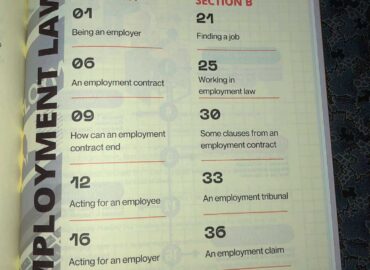 EMPLOYMENT LAW
01
Being an employer
06
An employment contract
09
How can an employment
contract end
12
Acting for an employee
16
Acting for an employer
SECTION B
21
Finding a job
25
Working in
employment law
30
Some clauses from an
employment contract
33
An employment tribunal
36
An employment claim